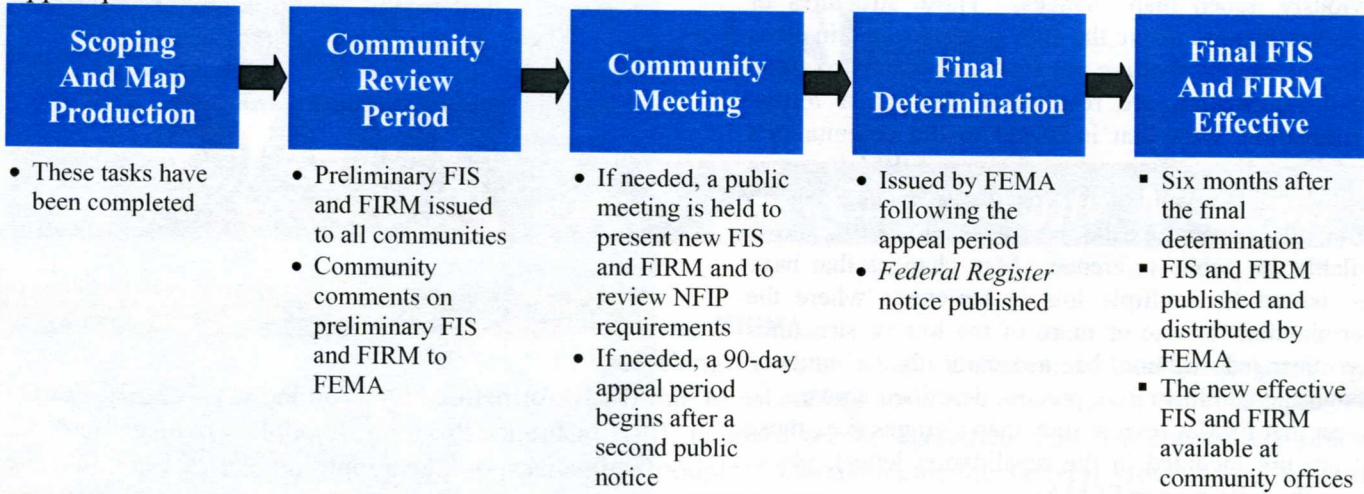 Scoping
And Map
Production
Community
Review
Period
Community
Meeting
Final
Determination
Final FIS
And FIRM
Effective
• These tasks have
been completed
• Preliminary FIS
and FIRM issued
to all communities
• Community
comments on
preliminary FIS
and FIRM to
FEMA
• If needed, a public
meeting is held to
present new FIS
and FIRM and to
review NFIP
requirements
• If needed, a 90-day
appeal period
begins after a
second public
notice
• Issued by FEMA
following the
appeal period
• Federal Register
notice published
▪ Six months after
the final
determination
▪ FIS and FIRM
published and
distributed by
FEMA
▪ The new effective
FIS and FIRM
available at
community offices